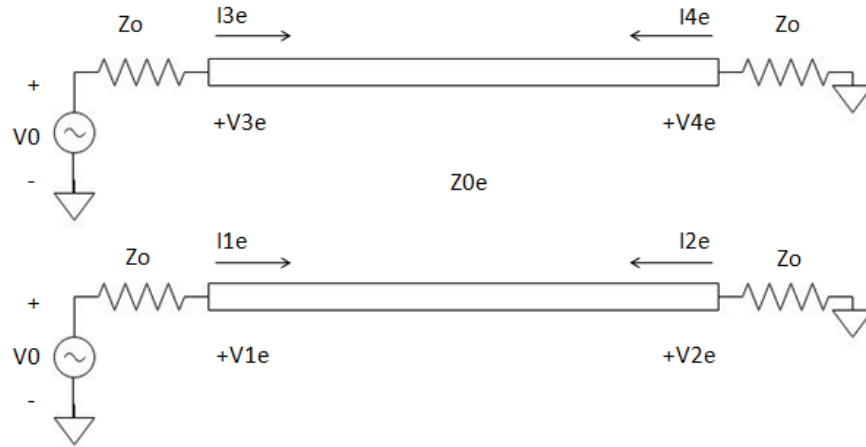 I3e
I4e
Zo
Zo
+
V0
-
+V3e
+V4e
Z0e
I1e
I2e
Zo
Zo
+
V0
-
+V1e
+V2e